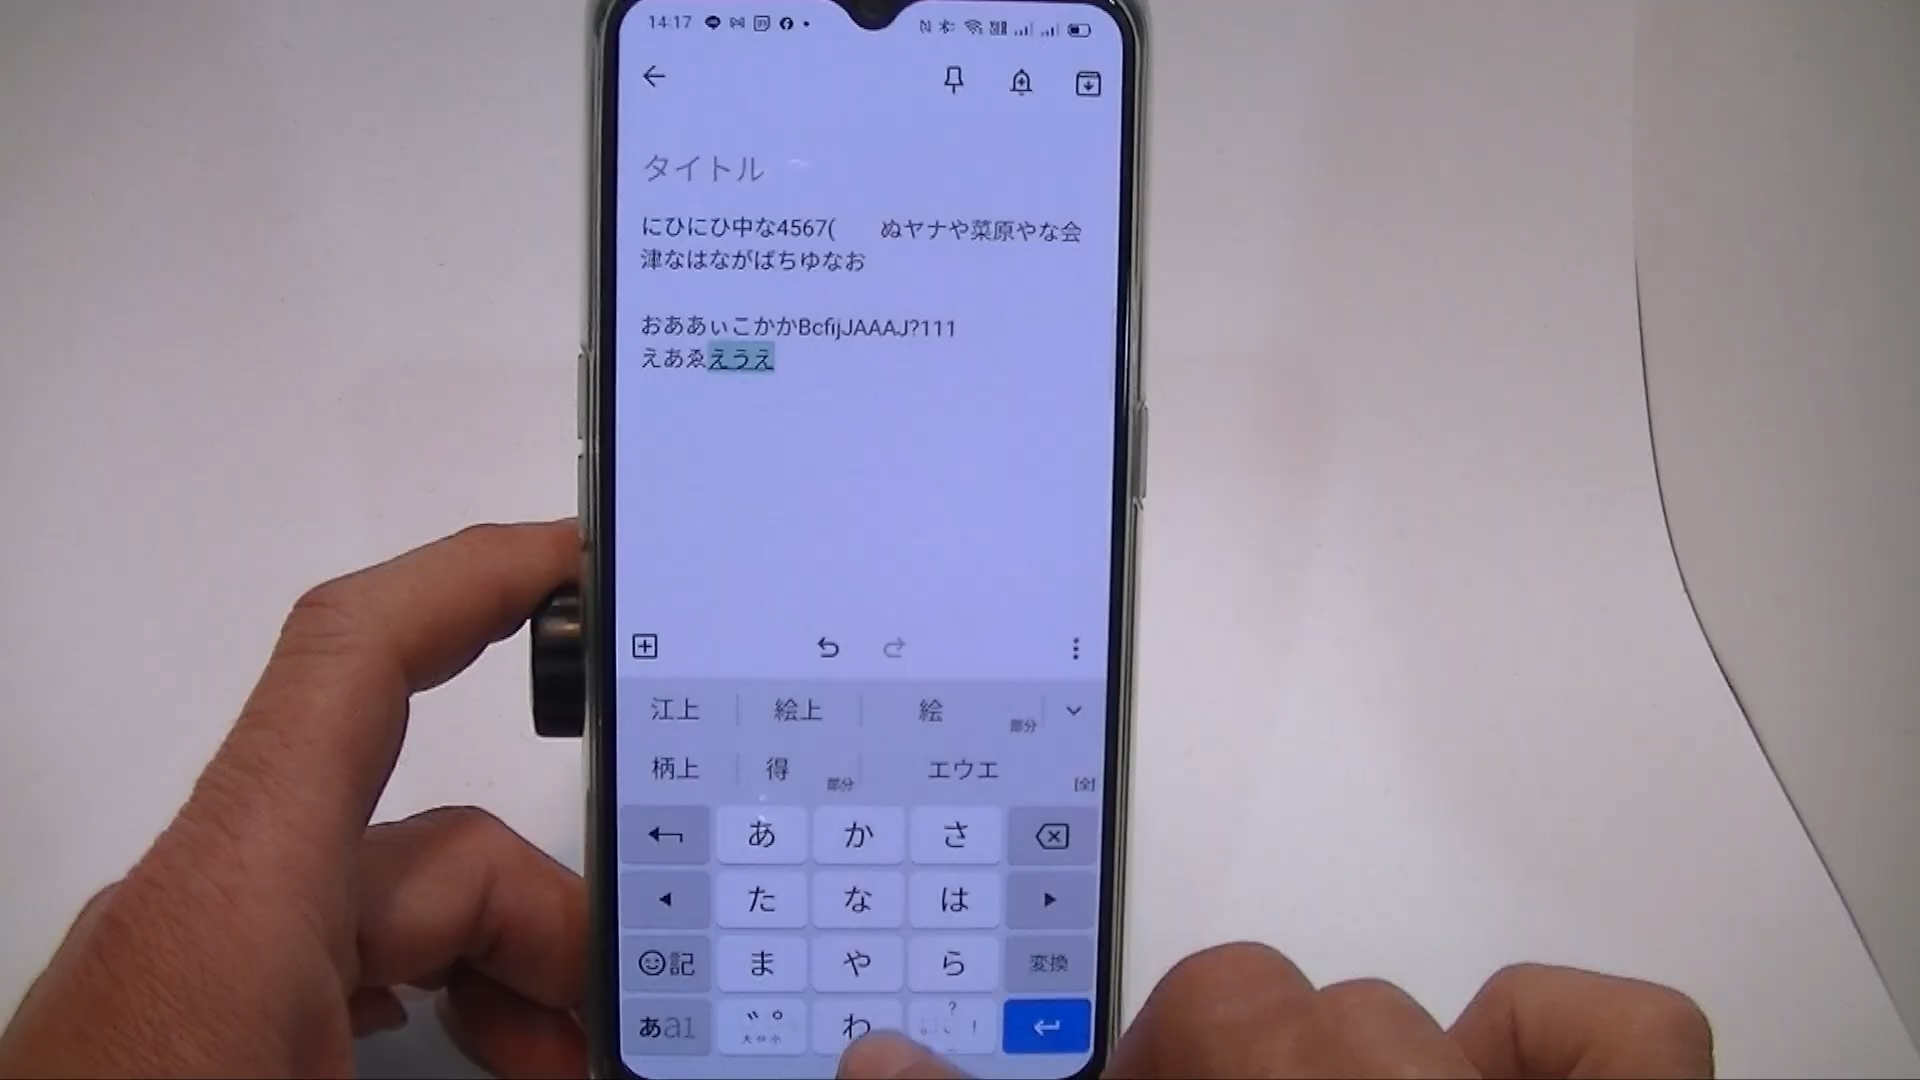 14:17
タイトル
にひにひ中な4567(　　ぬヤナや菜原やな会
津なはながばちゆなお
おああぃこかかBcfijJAAAJ?111
えあゑえうえ
江上 絵上 絵 部分
柄上 得 部分 エウエ [全]
あ か さ
た な は
記 ま や ら 変換
あa1 大⇔小 わ 。、?!